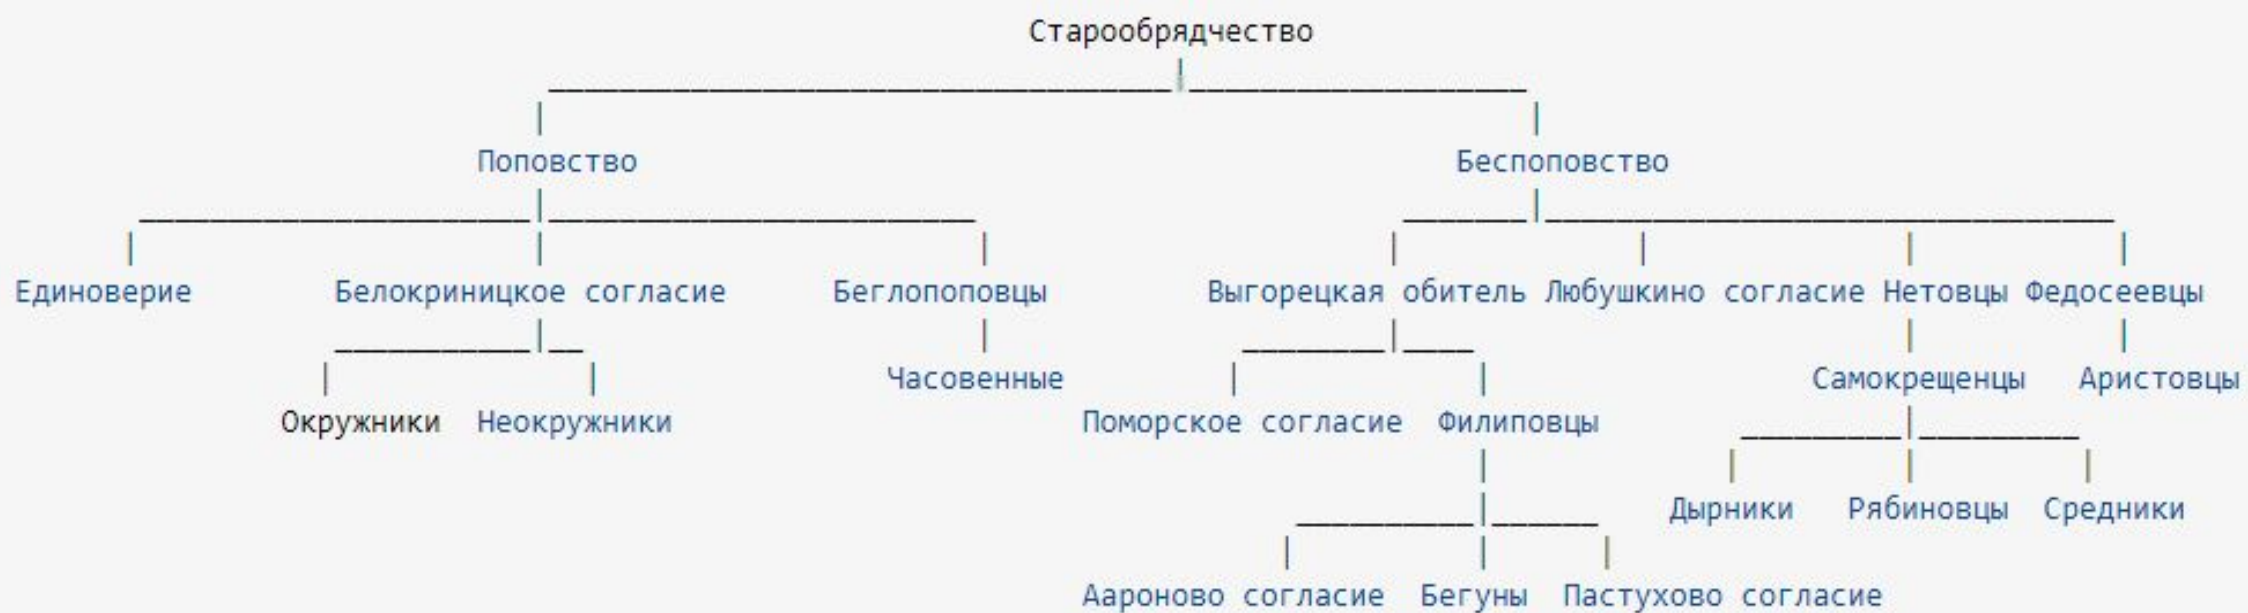 Старообрядчество
Поповство Беспоповство
Единоверие Белокриницкое согласие Беглопоповцы Выгорецкая обитель Любушкино согласие Нетовцы Федосеевцы
Часовенные Самокрещенцы Аристовцы
Окружники Неокружники Поморское согласие Филиповцы
Дырники Рябиновцы Средники
Аароново согласие Бегуны Пастухово согласие